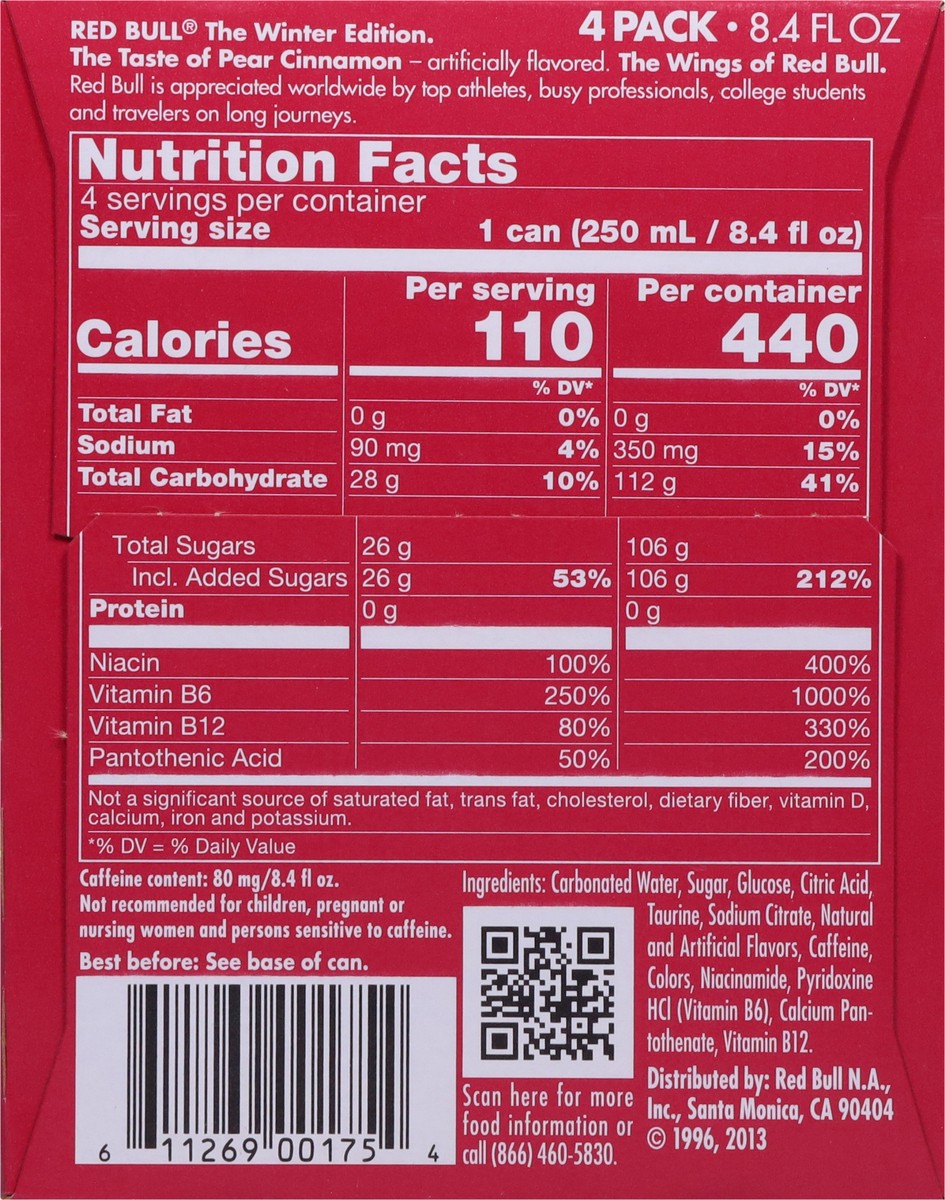 RED BULL® The Winter Edition.
4 PACK • 8.4 FL OZ
The Taste of Pear Cinnamon – artificially flavored. The Wings of Red Bull.
Red Bull is appreciated worldwide by top athletes, busy professionals, college students
and travelers on long journeys.
Nutrition Facts
4 servings per container
Serving size 1 can (250 mL / 8.4 fl oz)
Per serving Per container
Calories 110 440
% DV* % DV*
Total Fat 0 g 0% 0 g 0%
Sodium 90 mg 4% 350 mg 15%
Total Carbohydrate 28 g 10% 112 g 41%
Total Sugars 26 g 106 g
Incl. Added Sugars 26 g 53% 106 g 212%
Protein 0 g 0 g
Niacin 100% 400%
Vitamin B6 250% 1000%
Vitamin B12 80% 330%
Pantothenic Acid 50% 200%
Not a significant source of saturated fat, trans fat, cholesterol, dietary fiber, vitamin D,
calcium, iron and potassium.
*% DV = % Daily Value
Caffeine content: 80 mg/8.4 fl oz.
Not recommended for children, pregnant or
nursing women and persons sensitive to caffeine.
Best before: See base of can.
6 11269 00175 4
Ingredients: Carbonated Water, Sugar, Glucose, Citric Acid,
Taurine, Sodium Citrate, Natural
and Artificial Flavors, Caffeine,
Colors, Niacinamide, Pyridoxine
HCl (Vitamin B6), Calcium Pan-
tothenate, Vitamin B12.
Scan here for more
food information or
call (866) 460-5830.
Distributed by: Red Bull N.A.,
Inc., Santa Monica, CA 90404
© 1996, 2013